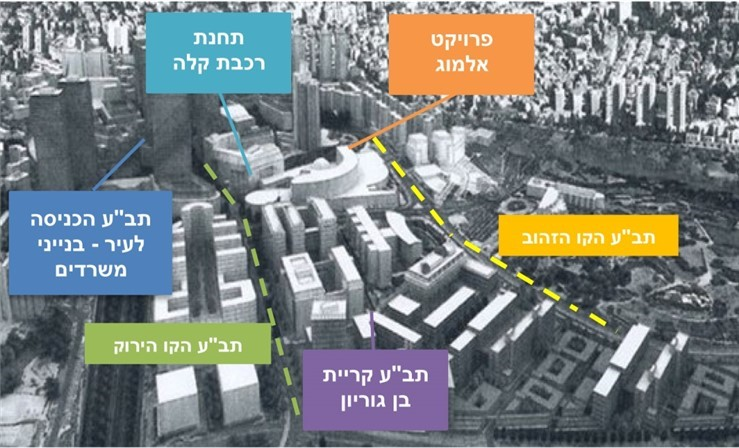 תחנת
רכבת קלה
פרויקט
אלמוג
תב"ע הכניסה
לעיר - בנייני
משרדים
תב"ע הקו הזהוב
תב"ע הקו הירוק
תב"ע קריית
בן גוריון